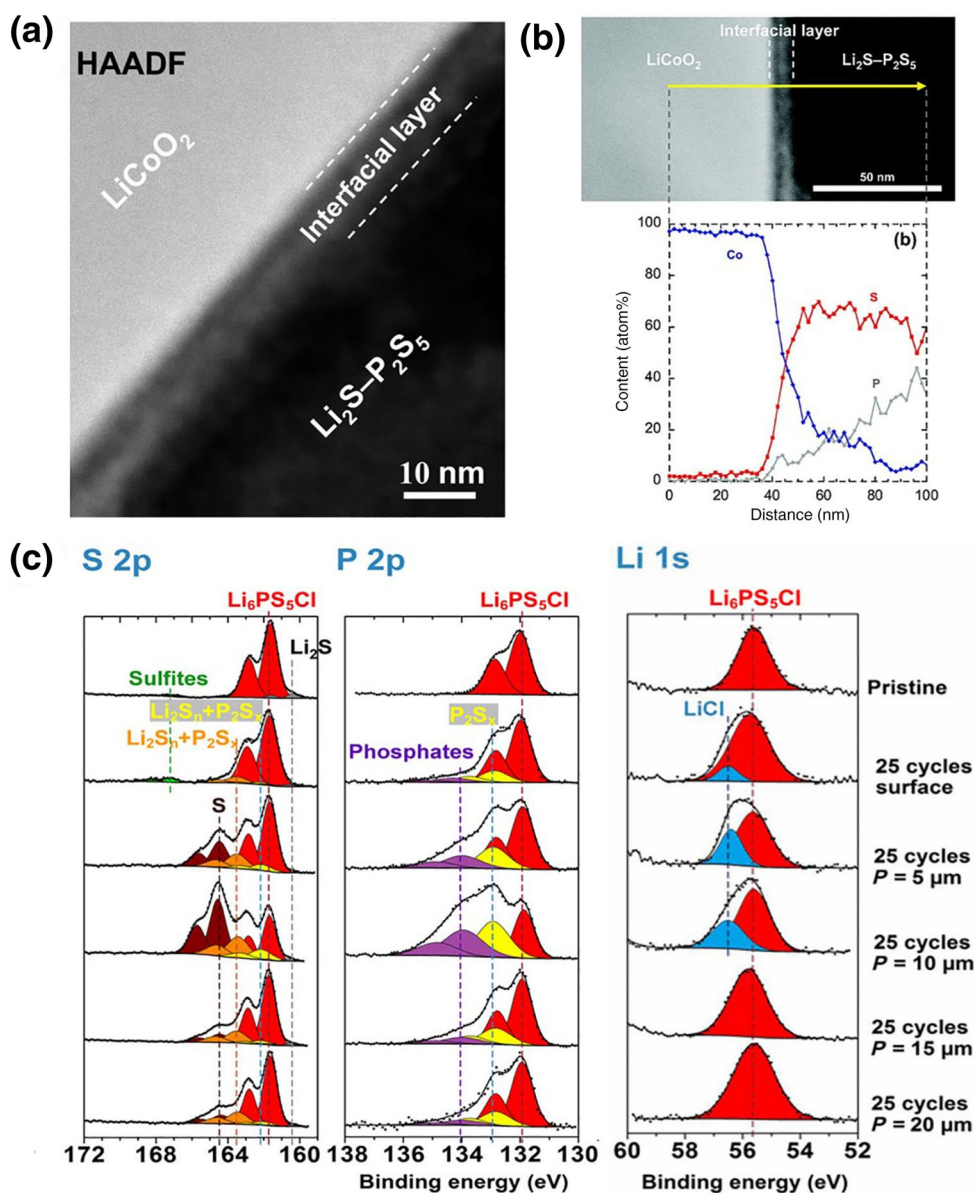 (a)
HAADF
LiCoO₂
Interfacial layer
Li₂S–P₂S₅
10 nm
(b)
Interfacial layer
LiCoO₂
Li₂S–P₂S₅
50 nm
(b)
Co
S
P
Content (atom%)
100
80
60
40
20
0
0 20 40 60 80 100
Distance (nm)
(c)
S 2p
P 2p
Li 1s
Li₆PS₅Cl
Li₂S
Sulfites
Li₂Sₙ+P₂Sₓ
Li₂Sₙ+P₂Sₓ
S
172 168 164 160
Li₆PS₅Cl
P₂Sₓ
Phosphates
138 136 134 132 130
Binding energy (eV)
Li₆PS₅Cl
LiCl
Pristine
25 cycles
surface
25 cycles
P = 5 µm
25 cycles
P = 10 µm
25 cycles
P = 15 µm
25 cycles
P = 20 µm
60 58 56 54 52
Binding energy (eV)